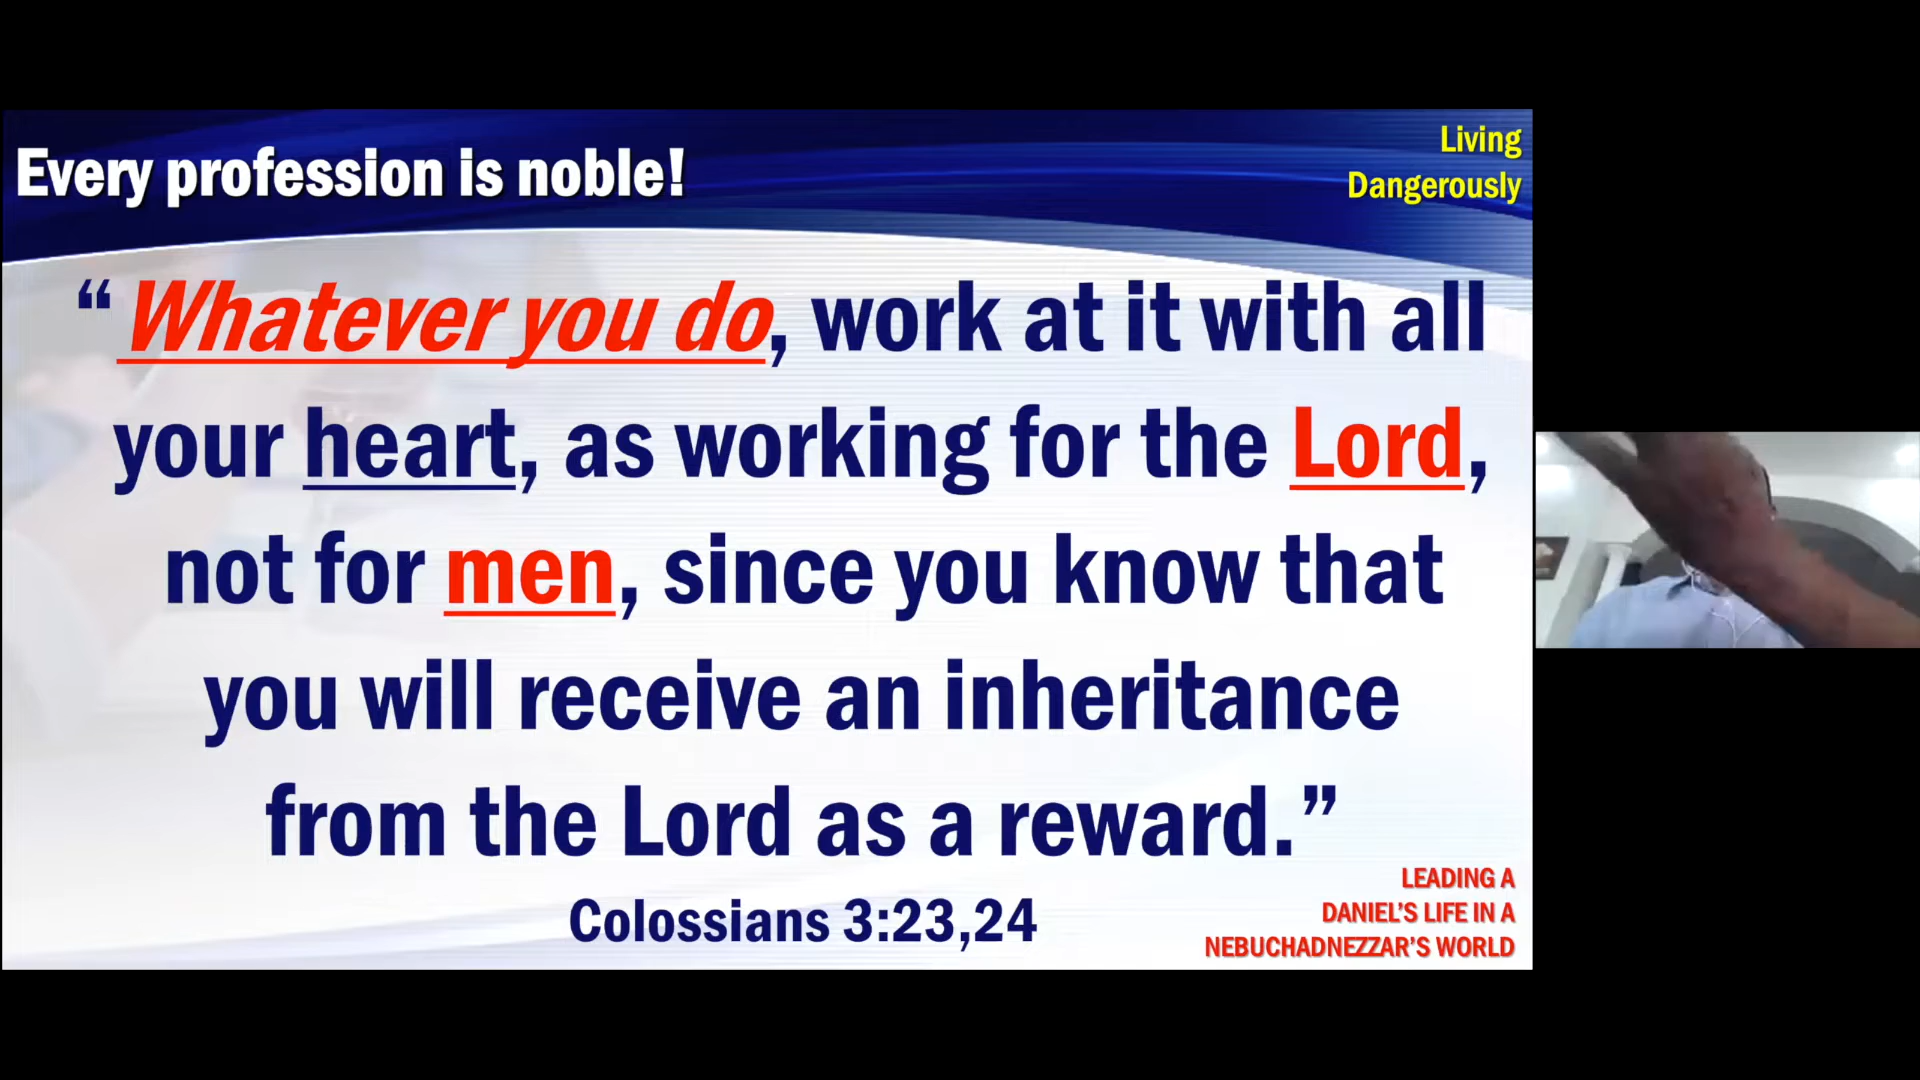 Every profession is noble!
Living
Dangerously
“Whatever you do, work at it with all
your heart, as working for the Lord,
not for men, since you know that
you will receive an inheritance
from the Lord as a reward.”
Colossians 3:23,24
LEADING A
DANIEL’S LIFE IN A
NEBUCHADNEZZAR’S WORLD